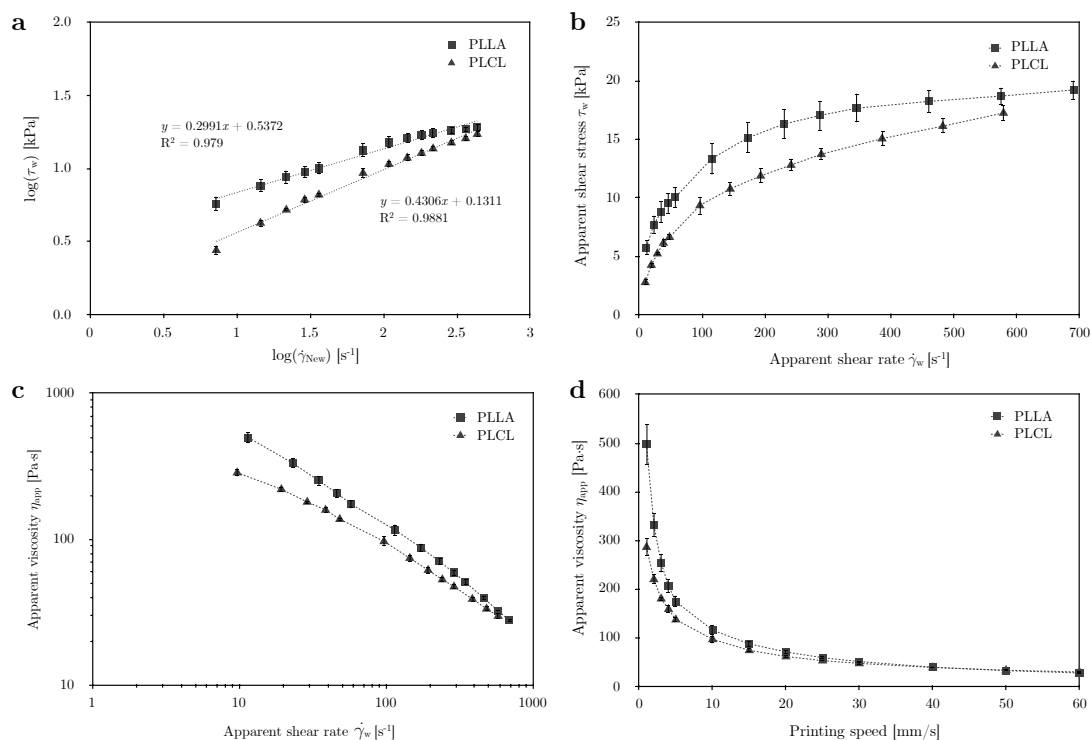 a
2.0
1.5
1.0
0.5
0.0
log(τw) [kPa]
PLLA
PLCL
y = 0.2991x + 0.5372
R² = 0.979
y = 0.4306x + 0.1311
R² = 0.9881
0
0.5
1
1.5
2
2.5
3
log(γ̇New) [s-1]
b
25
20
15
10
5
0
Apparent shear stress τw [kPa]
PLLA
PLCL
0
100
200
300
400
500
600
700
Apparent shear rate γ̇w [s-1]
c
1000
100
10
Apparent viscosity ηapp [Pa·s]
PLLA
PLCL
1
10
100
1000
Apparent shear rate γ̇w [s-1]
d
600
500
400
300
200
100
0
Apparent viscosity ηapp [Pa·s]
PLLA
PLCL
0
10
20
30
40
50
60
Printing speed [mm/s]